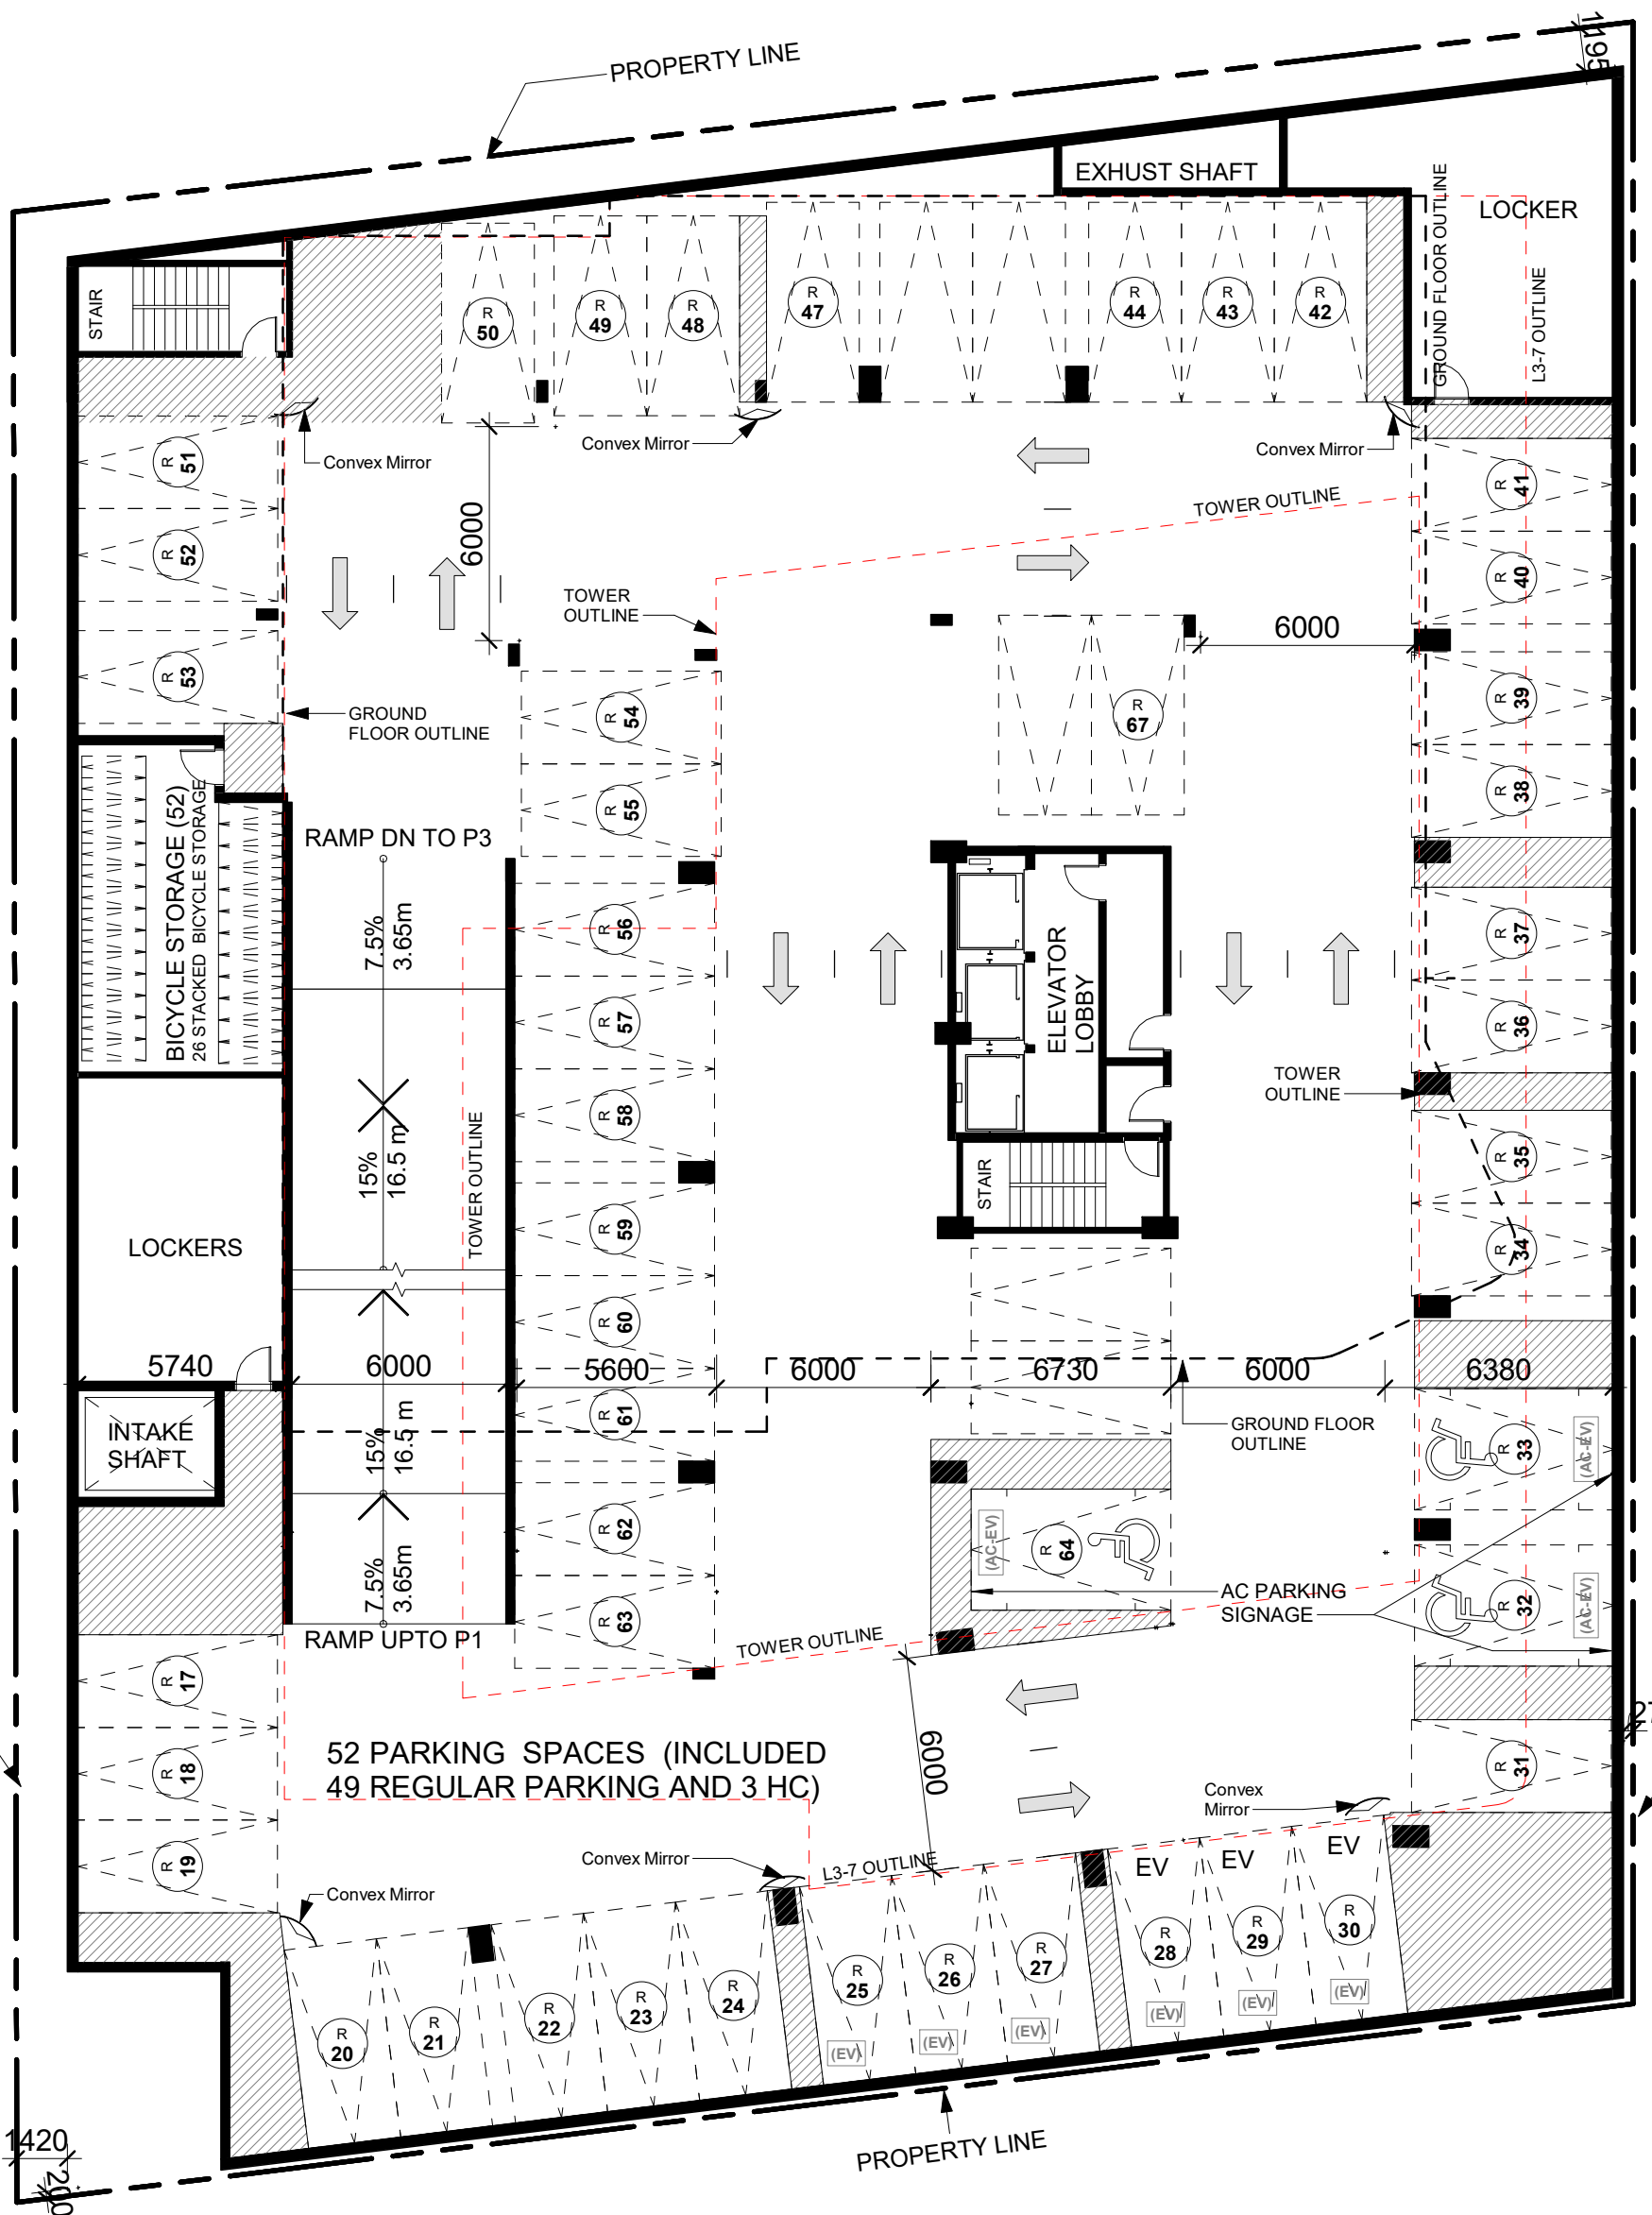 PROPERTY LINE
1195
EXHUST SHAFT
LOCKER
GROUND FLOOR OUTLINE
L3-7 OUTLINE
STAIR
R
50
R
49
R
48
R
47
R
44
R
43
R
42
Convex Mirror
Convex Mirror
Convex Mirror
R 51
R 52
R 53
6000
R 41
R 40
R 39
R 38
TOWER OUTLINE
TOWER
OUTLINE
6000
R
67
GROUND
FLOOR OUTLINE
R 54
R 55
BICYCLE STORAGE (52)
26 STACKED BICYCLE STORAGE
RAMP DN TO P3
7.5%
3.65m
R 56
R 57
R 58
ELEVATOR
LOBBY
R 37
R 36
TOWER
OUTLINE
15%
16.5 m
TOWER OUTLINE
STAIR
R 35
R 34
LOCKERS
R 59
R 60
5740
6000
5600
6000
6730
6000
6380
INTAKE
SHAFT
15%
16.5 m
R 61
GROUND FLOOR
OUTLINE
R 33
(AC-EV)
7.5%
3.65m
R 62
R 63
(AC-EV)
R 64
AC PARKING
SIGNAGE
R 32
(AC-EV)
RAMP UPTO P1
TOWER OUTLINE
R 17
R 18
R 19
52 PARKING SPACES (INCLUDED
49 REGULAR PARKING AND 3 HC)
6000
R 31
Convex
Mirror
Convex Mirror
L3-7 OUTLINE
Convex Mirror
EV
EV
EV
R
20
R
21
R
22
R
23
R
24
R
25
R
26
R
27
R
28
R
29
R
30
(EV)
(EV)
(EV)
(EV)
(EV)
(EV)
1420
200
PROPERTY LINE